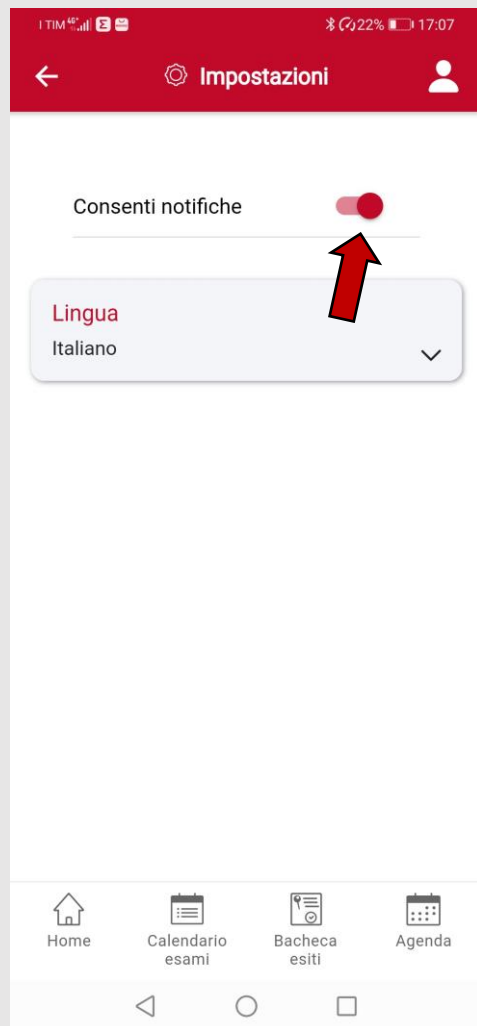 TIM 22% 17:07
Impostazioni
Consenti notifiche
Lingua
Italiano
Home
Calendario
esami
Bacheca
esiti
Agenda